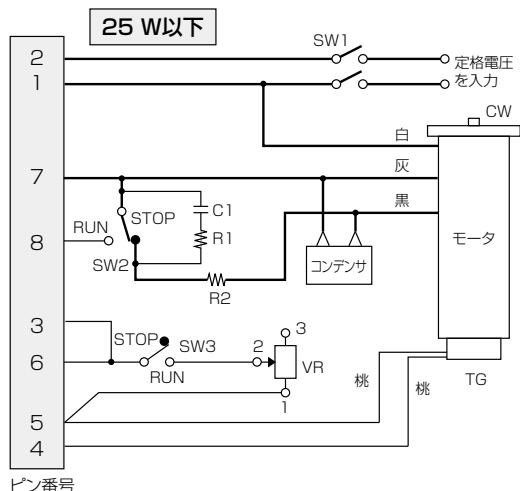 25 W以下
SW1
2
定格電圧
を入力
1
CW
白
7
灰
黒
C1
STOP
RUN
R1
8
モータ
コンデンサ
SW2
R2
3
STOP
3
SW3
2
6
VR
RUN
1
桃
桃
TG
5
4
ピン番号